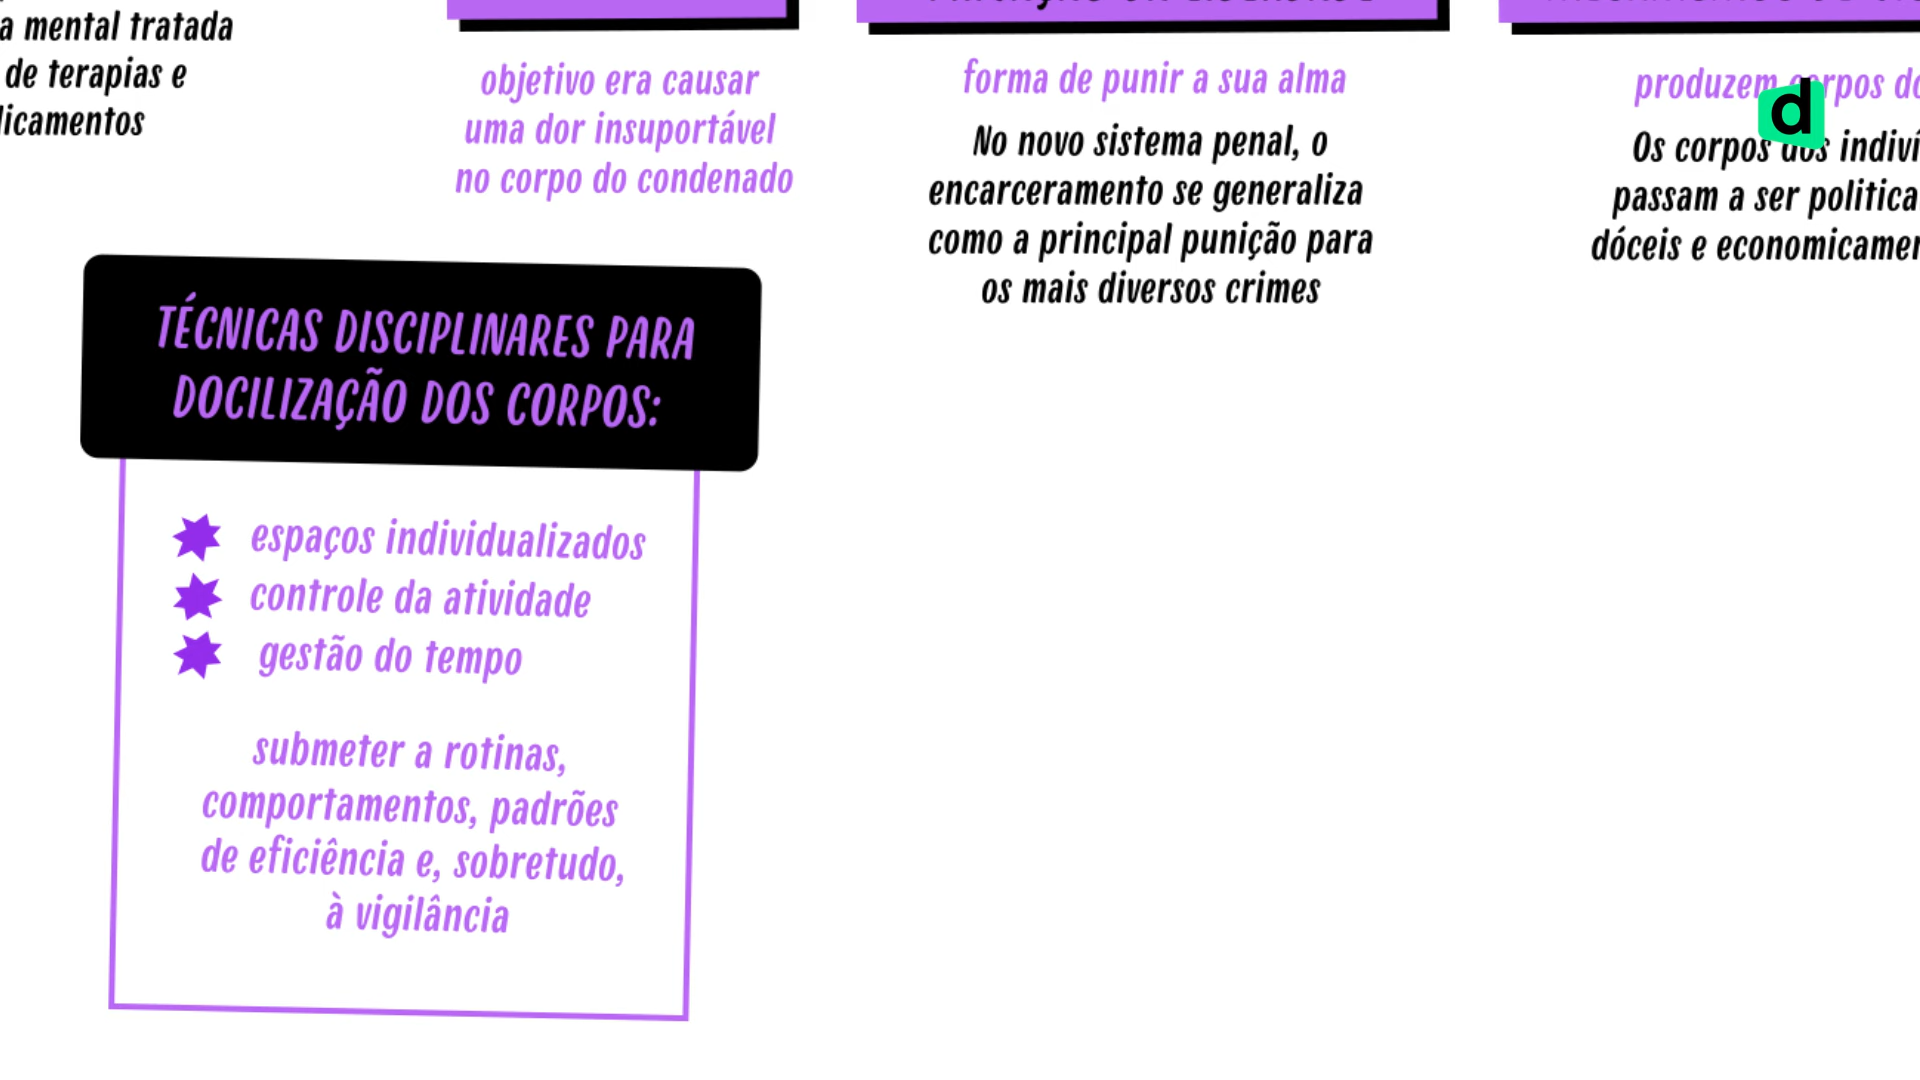 a mental tratada
de terapias e
objetivo era causar
uma dor insuportável
no corpo do condenado
forma de punir a sua alma
No novo sistema penal, o
encarceramento se generaliza
como a principal punição para
os mais diversos crimes
produzem
Os corpos dos
passam a ser
dóceis e
d
TÉCNICAS DISCIPLINARES PARA
DOCILIZAÇÃO DOS CORPOS:
espaços individualizados
controle da atividade
gestão do tempo
submeter a rotinas,
comportamentos, padrões
de eficiência e, sobretudo,
à vigilância